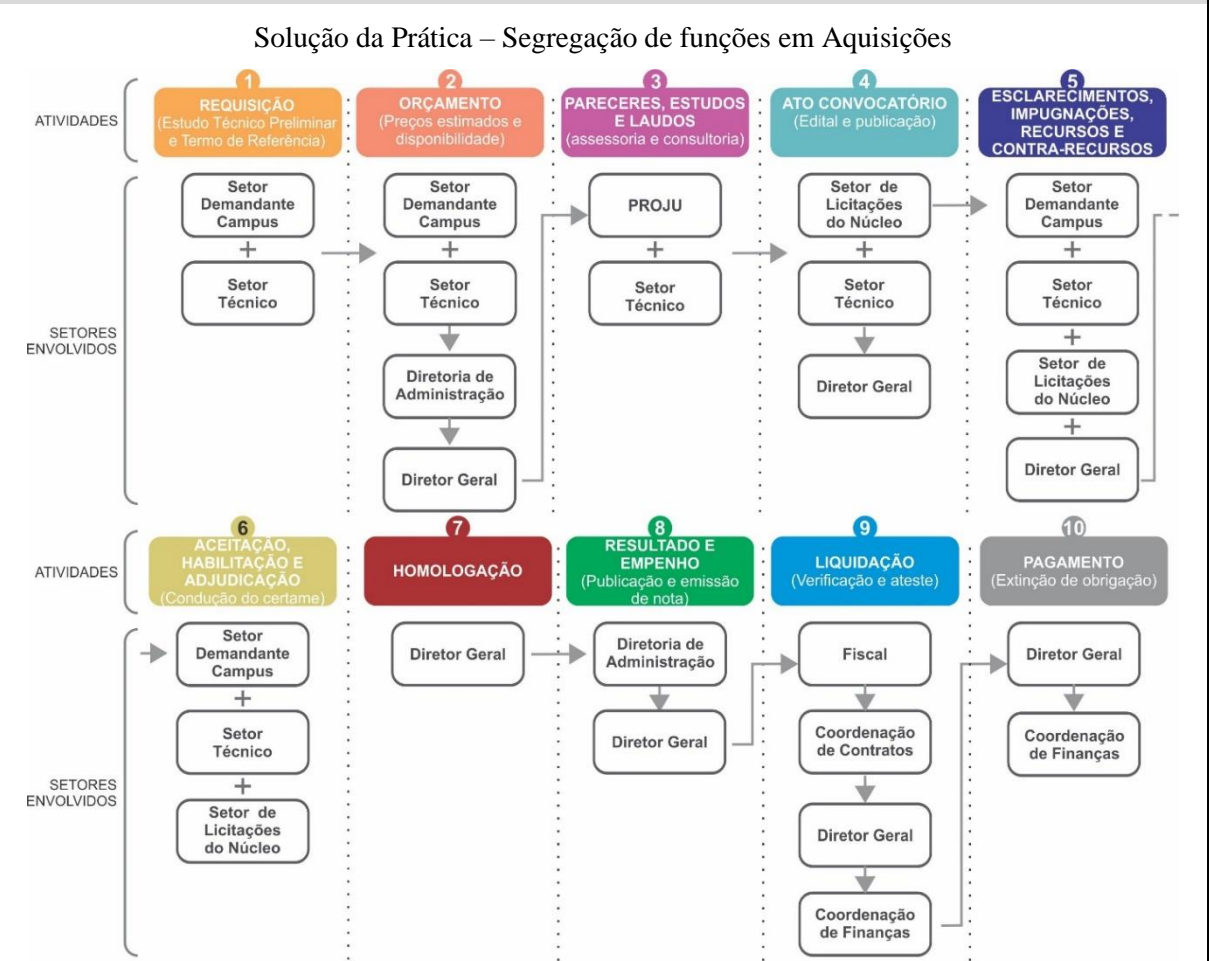 Solução da Prática – Segregação de funções em Aquisições
ATIVIDADES
1
REQUISIÇÃO
(Estudo Técnico Preliminar
e Termo de Referência)
2
ORÇAMENTO
(Preços estimados e
disponibilidade)
3
PARECERES, ESTUDOS
E LAUDOS
(assessoria e consultoria)
4
ATO CONVOCATÓRIO
(Edital e publicação)
5
ESCLARECIMENTOS,
IMPUGNAÇÕES,
RECURSOS E
CONTRA-RECURSOS
SETORES
ENVOLVIDOS
Setor
Demandante
Campus
+
Setor
Técnico
Setor
Demandante
Campus
+
Setor
Técnico
Diretoria de
Administração
Diretor Geral
PROJU
+
Setor
Técnico
Setor de
Licitações
do Núcleo
+
Setor
Técnico
Diretor Geral
Setor
Demandante
Campus
+
Setor
Técnico
+
Setor de
Licitações
do Núcleo
+
Diretor Geral
ATIVIDADES
6
ACEITAÇÃO,
HABILITAÇÃO E
ADJUDICAÇÃO
(Condução do certame)
7
HOMOLOGAÇÃO
8
RESULTADO E
EMPENHO
(Publicação e emissão
de nota)
9
LIQUIDAÇÃO
(Verificação e ateste)
10
PAGAMENTO
(Extinção de obrigação)
SETORES
ENVOLVIDOS
Setor
Demandante
Campus
+
Setor
Técnico
+
Setor de
Licitações
do Núcleo
Diretor Geral
Diretoria de
Administração
Diretor Geral
Fiscal
Coordenação
de Contratos
Diretor Geral
Coordenação
de Finanças
Diretor Geral
Coordenação
de Finanças